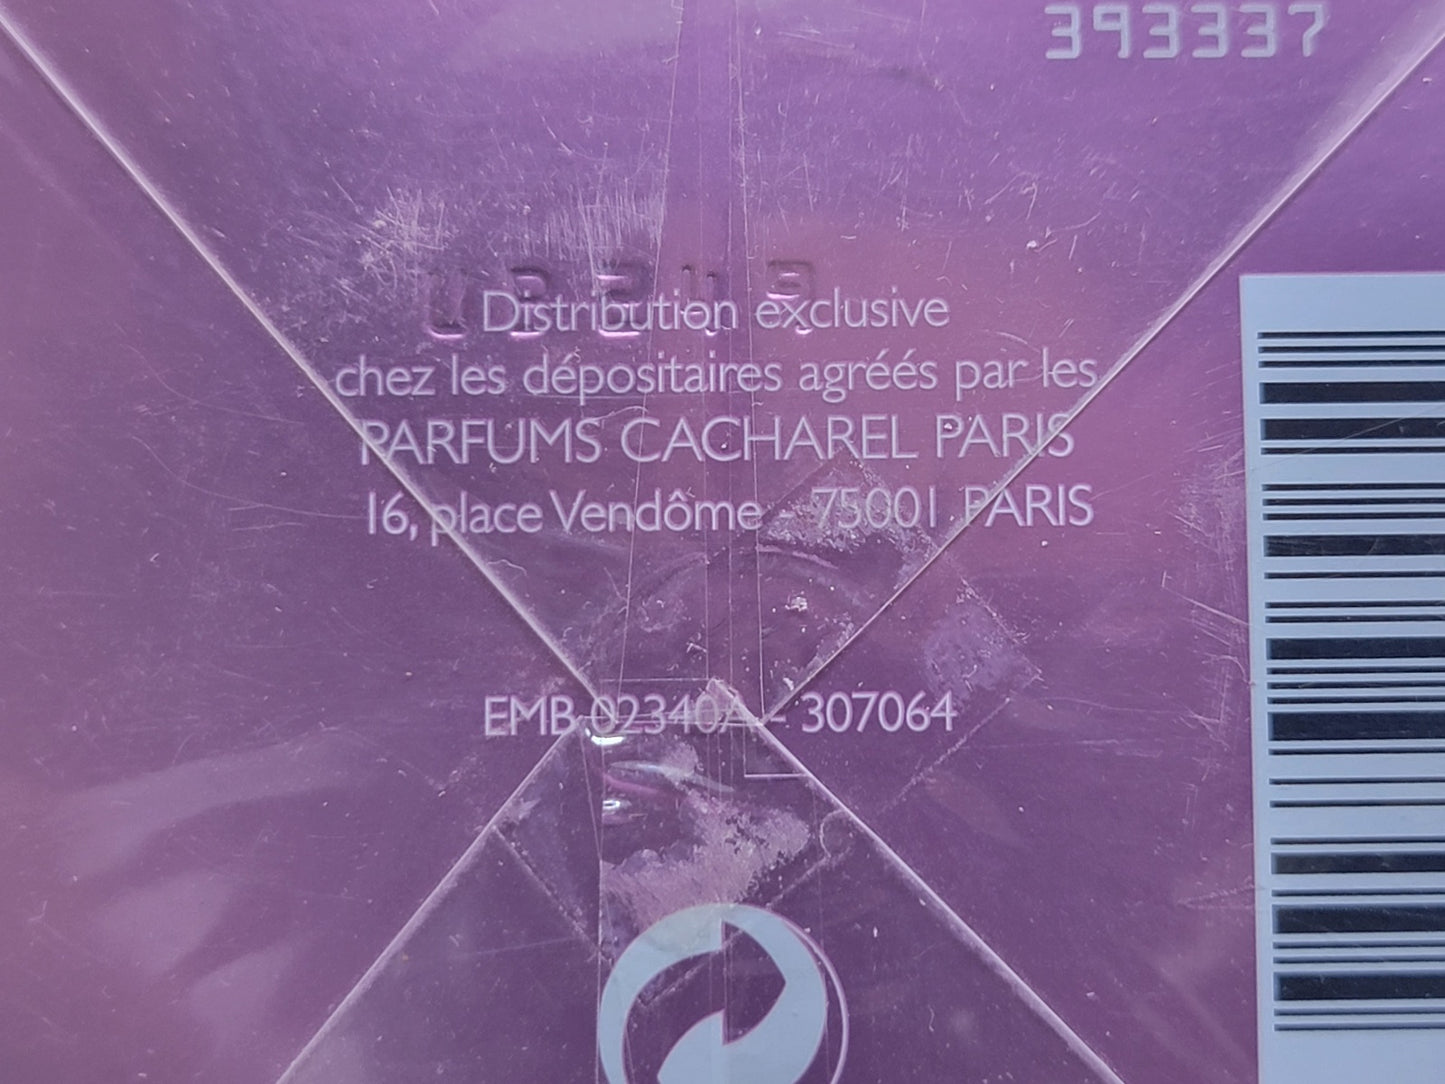 393337
Distribution exclusive
chez les dépositaires agréés par les
PARFUMS CACHAREL PARIS
16, place Vendôme - 75001 PARIS
EMB 02340A - 307064